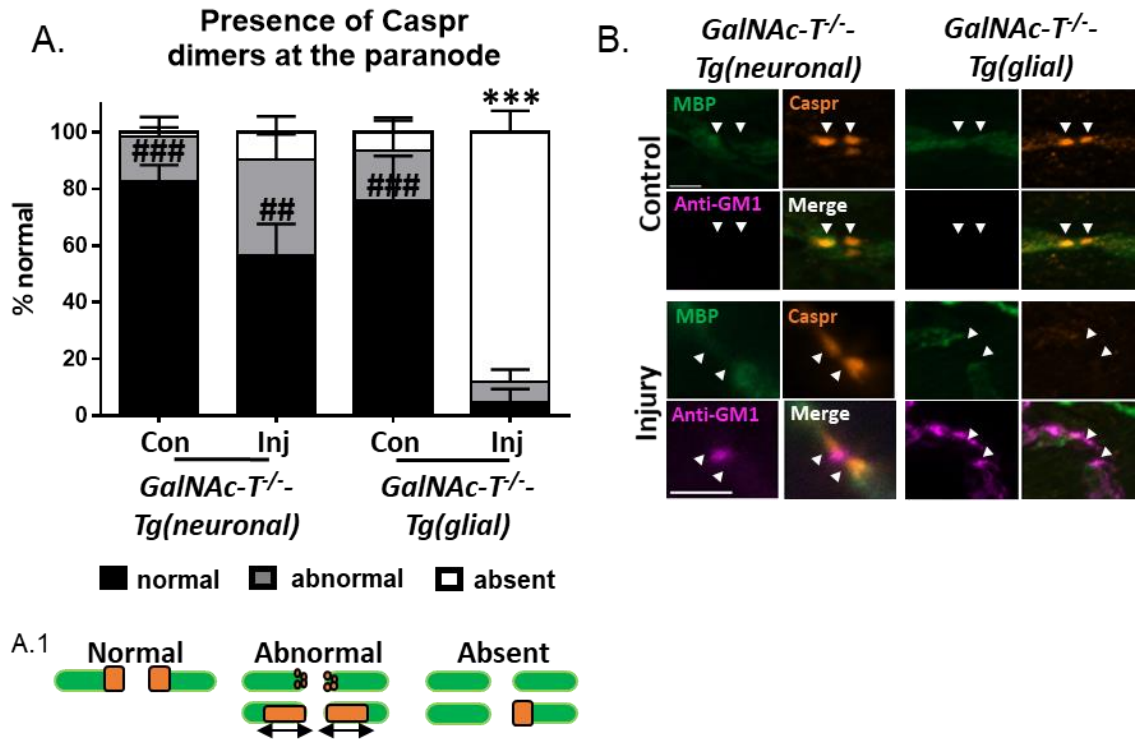 A.
Presence of Caspr
dimers at the paranode
% normal
100
80
60
40
20
0
###
##
###
***
Con
Inj
Con
Inj
GalNAc-T-/--
Tg(neuronal)
GalNAc-T-/--
Tg(glial)
normal
abnormal
absent
A.1
Normal
Abnormal
Absent
B.
GalNAc-T-/--
Tg(neuronal)
GalNAc-T-/--
Tg(glial)
Control
MBP
Caspr
Anti-GM1
Merge
Injury
MBP
Caspr
Anti-GM1
Merge